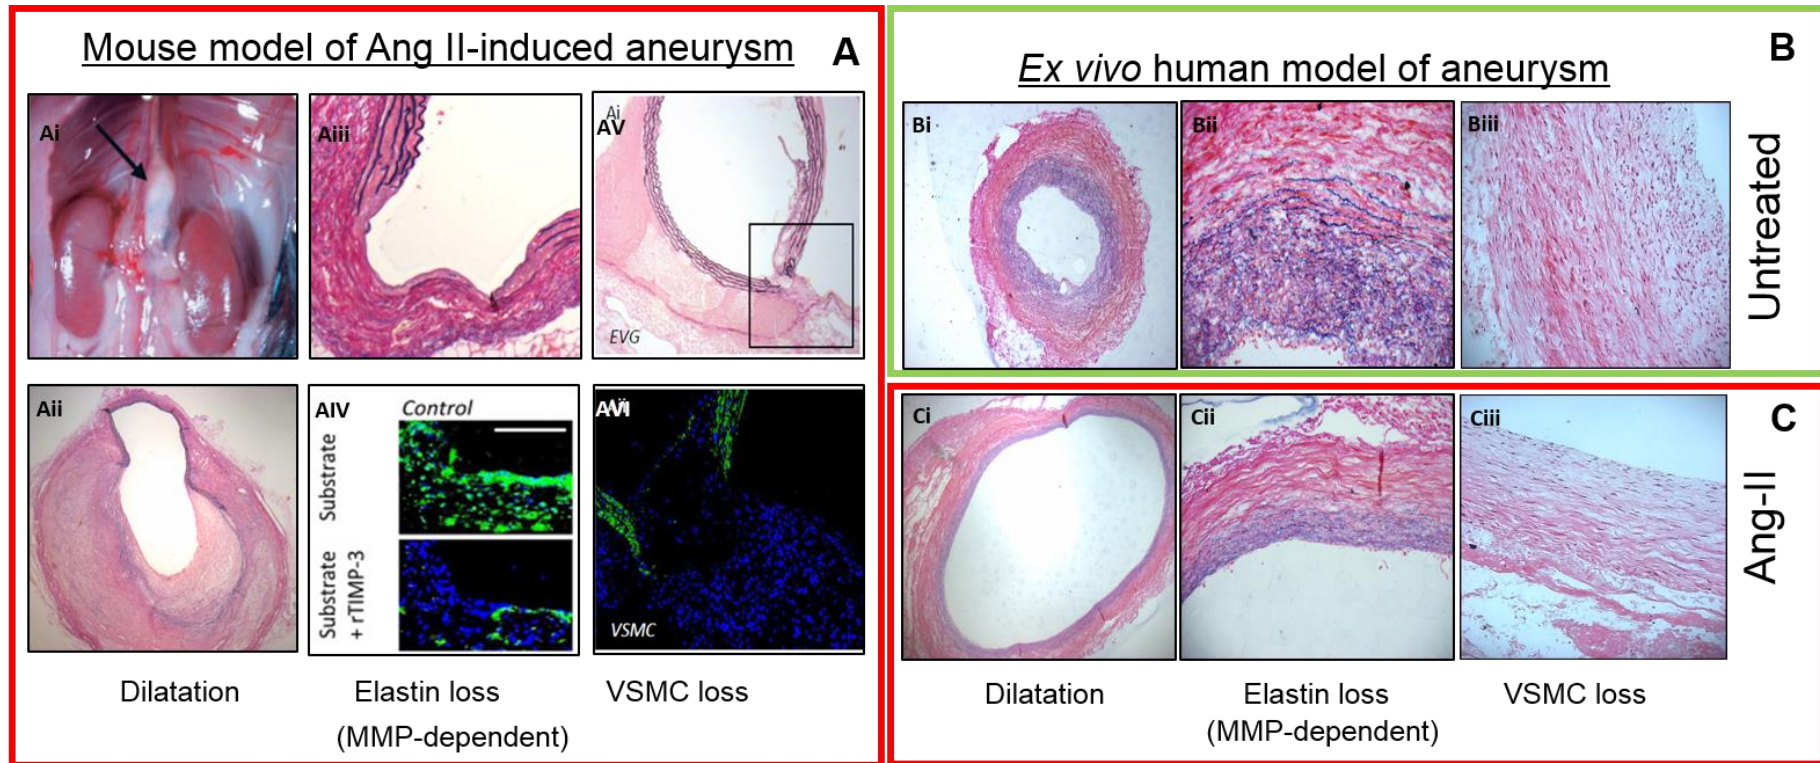 Mouse model of Ang II-induced aneurysm
A
Ai
Aiii
Ai
AV
EVG
Aii
AIV
Control
Substrate
Substrate
+ rTIMP-3
AVI
VSMC
Dilatation
Elastin loss
VSMC loss
(MMP-dependent)
B
Ex vivo human model of aneurysm
Bi
Bii
Biii
Untreated
Ci
Cii
Ciii
C
Ang-II
Dilatation
Elastin loss
VSMC loss
(MMP-dependent)